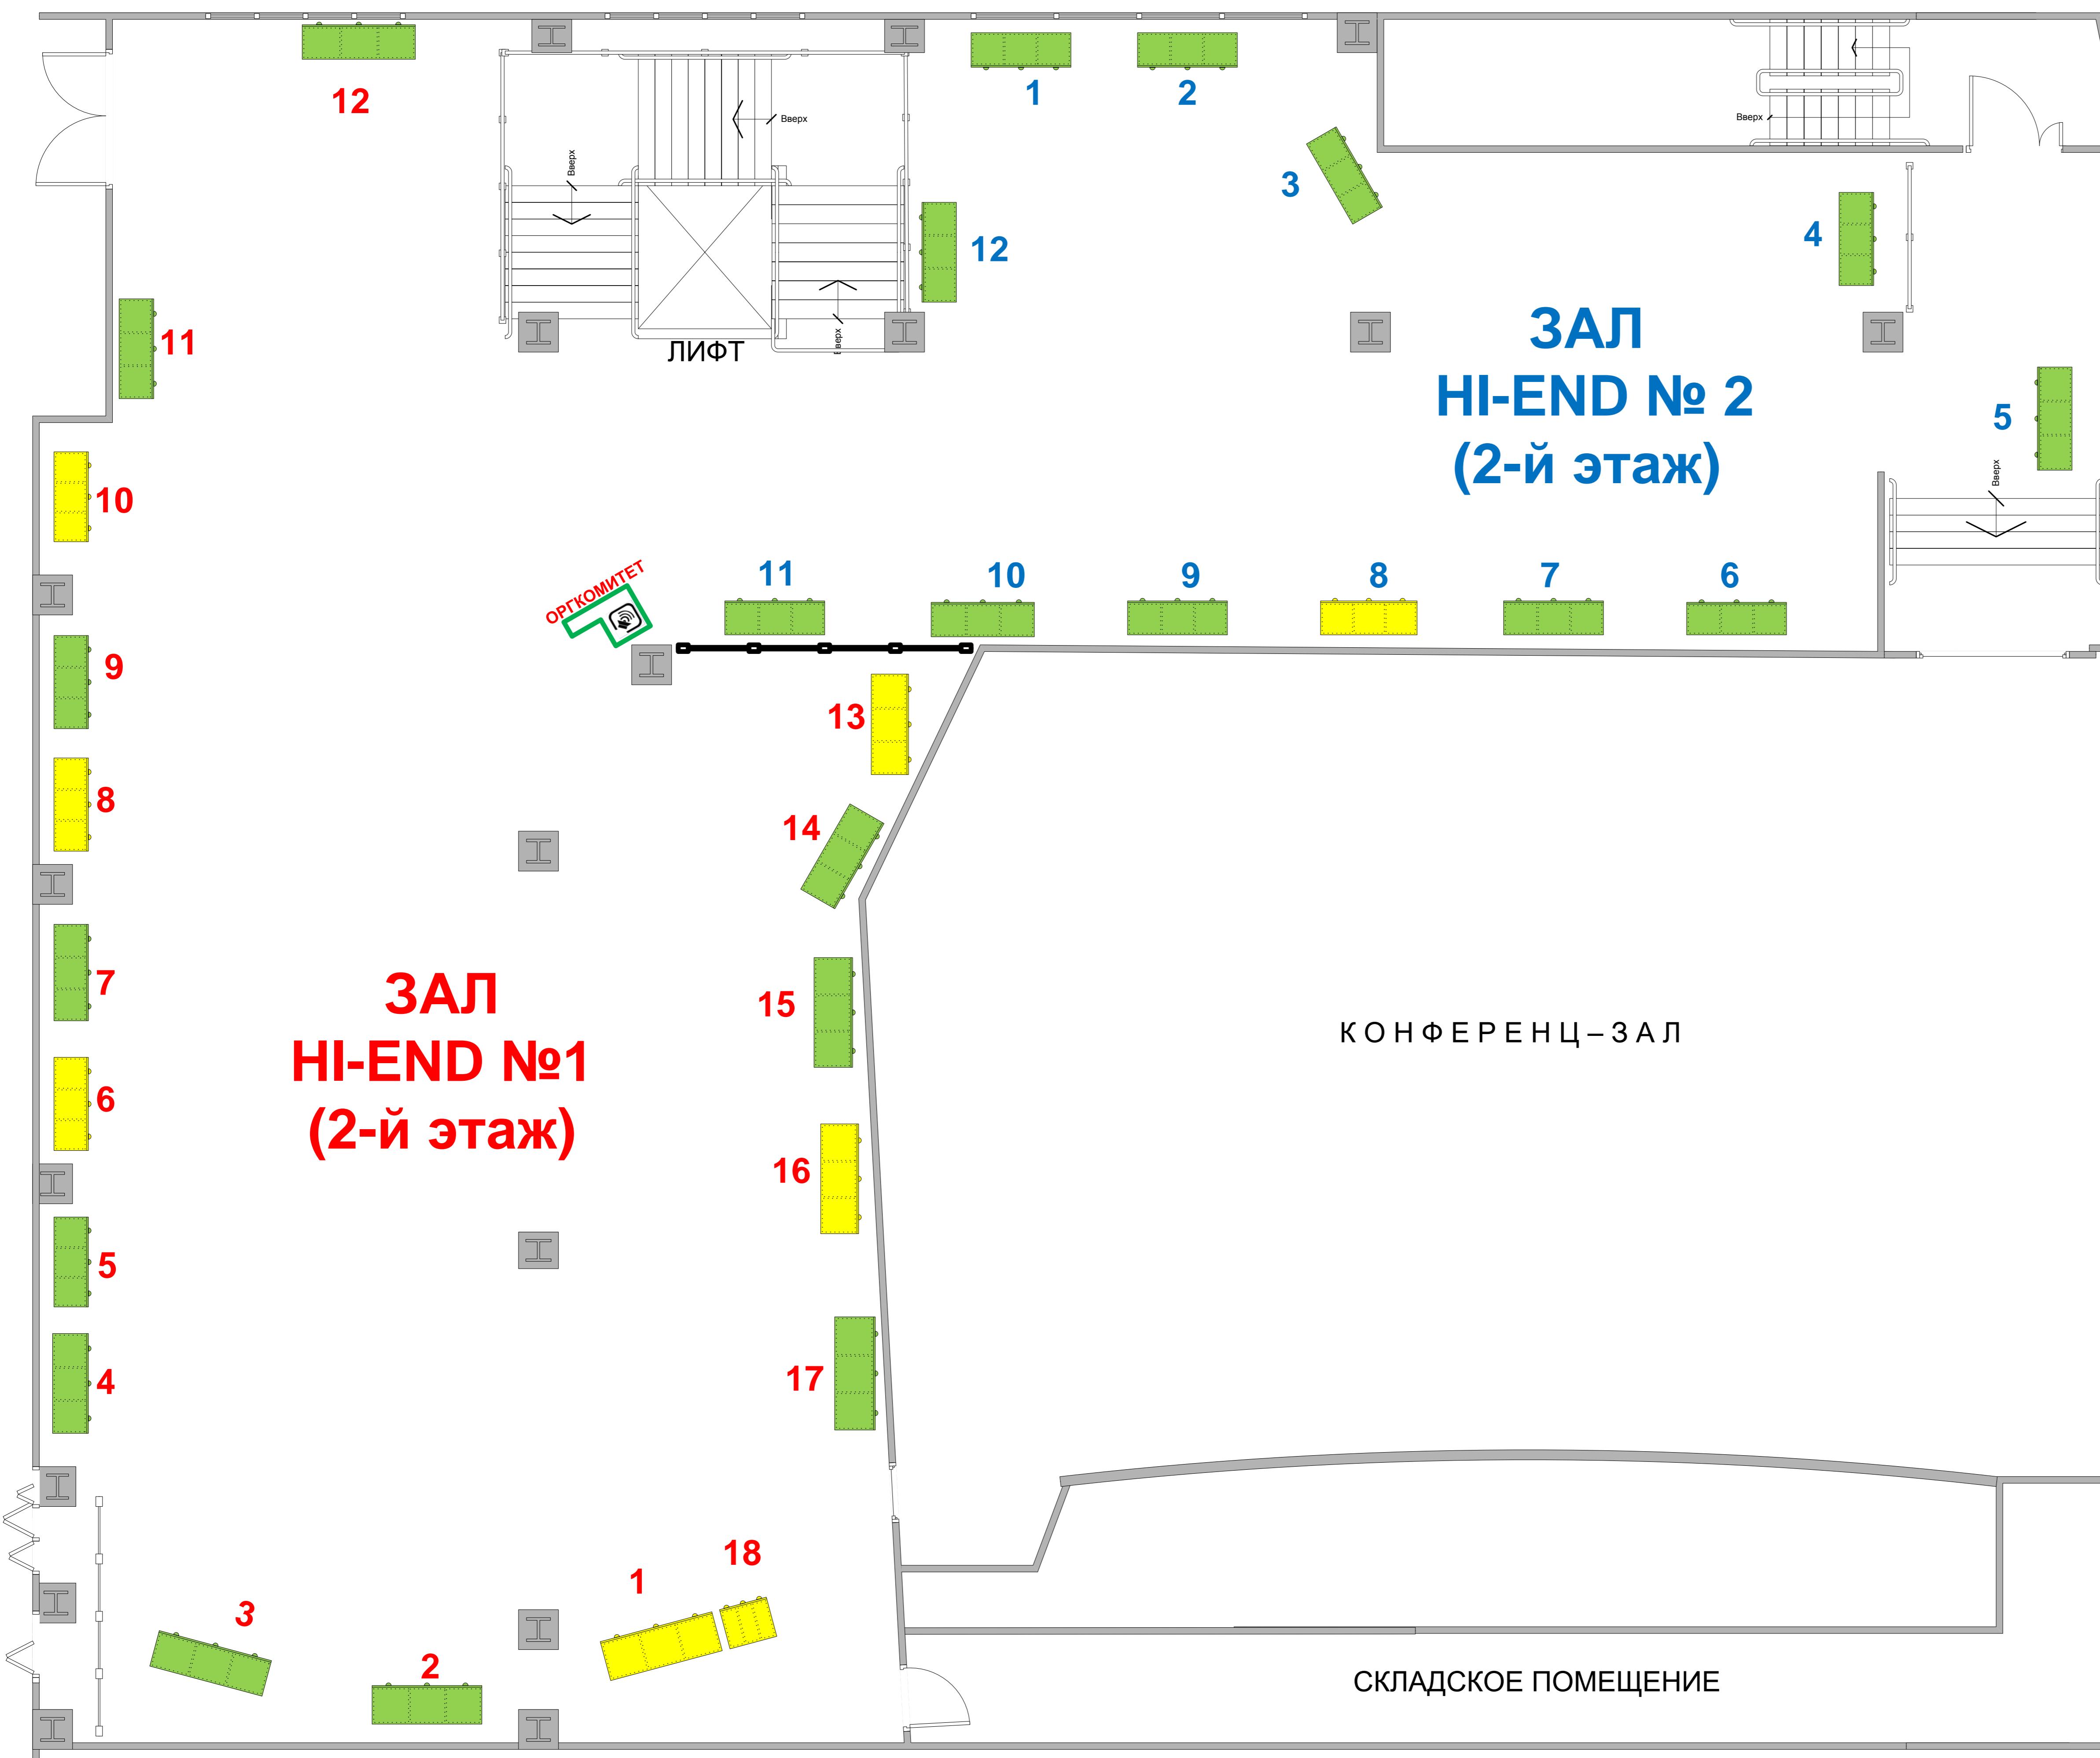 12
1
2
Вверх
Вверх
Вверх
3
12
4
11
Вверх
ЛИФТ
ЗАЛ
HI-END № 2
(2-й этаж)
5
Вверх
10
ОРГКОМИТЕТ
11
10
9
8
7
6
9
13
8
14
7
ЗАЛ
HI-END №1
(2-й этаж)
15
КОНФЕРЕНЦ–ЗАЛ
6
16
5
4
17
18
1
3
2
СКЛАДСКОЕ ПОМЕЩЕНИЕ